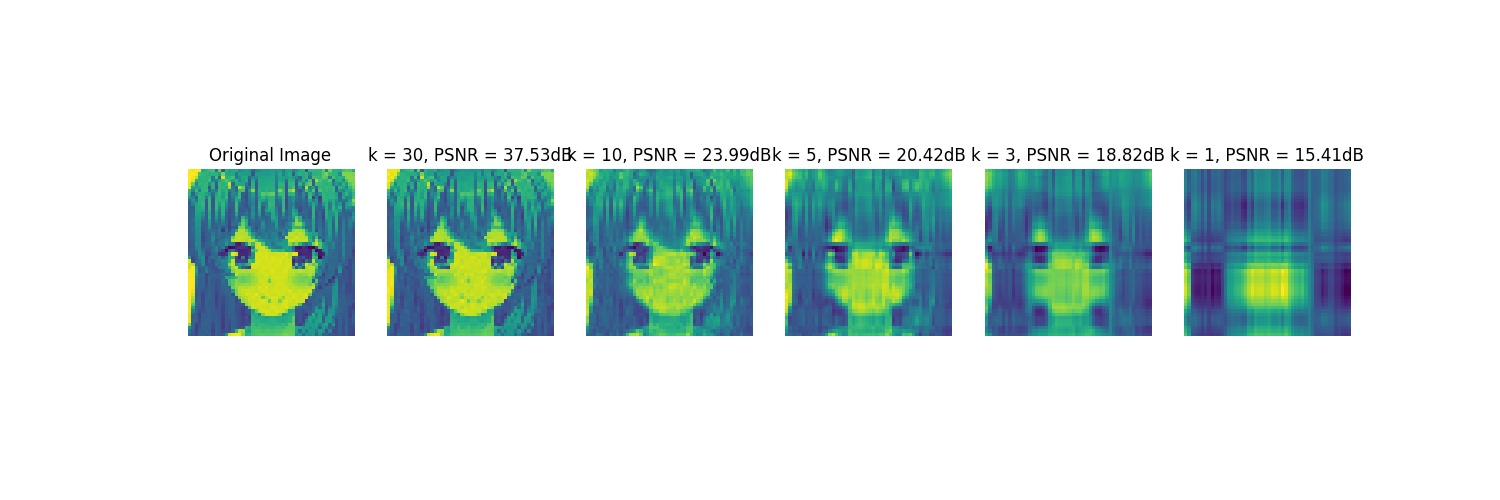 Original Image
k = 30, PSNR = 37.53dB
k = 10, PSNR = 23.99dB
k = 5, PSNR = 20.42dB
k = 3, PSNR = 18.82dB
k = 1, PSNR = 15.41dB